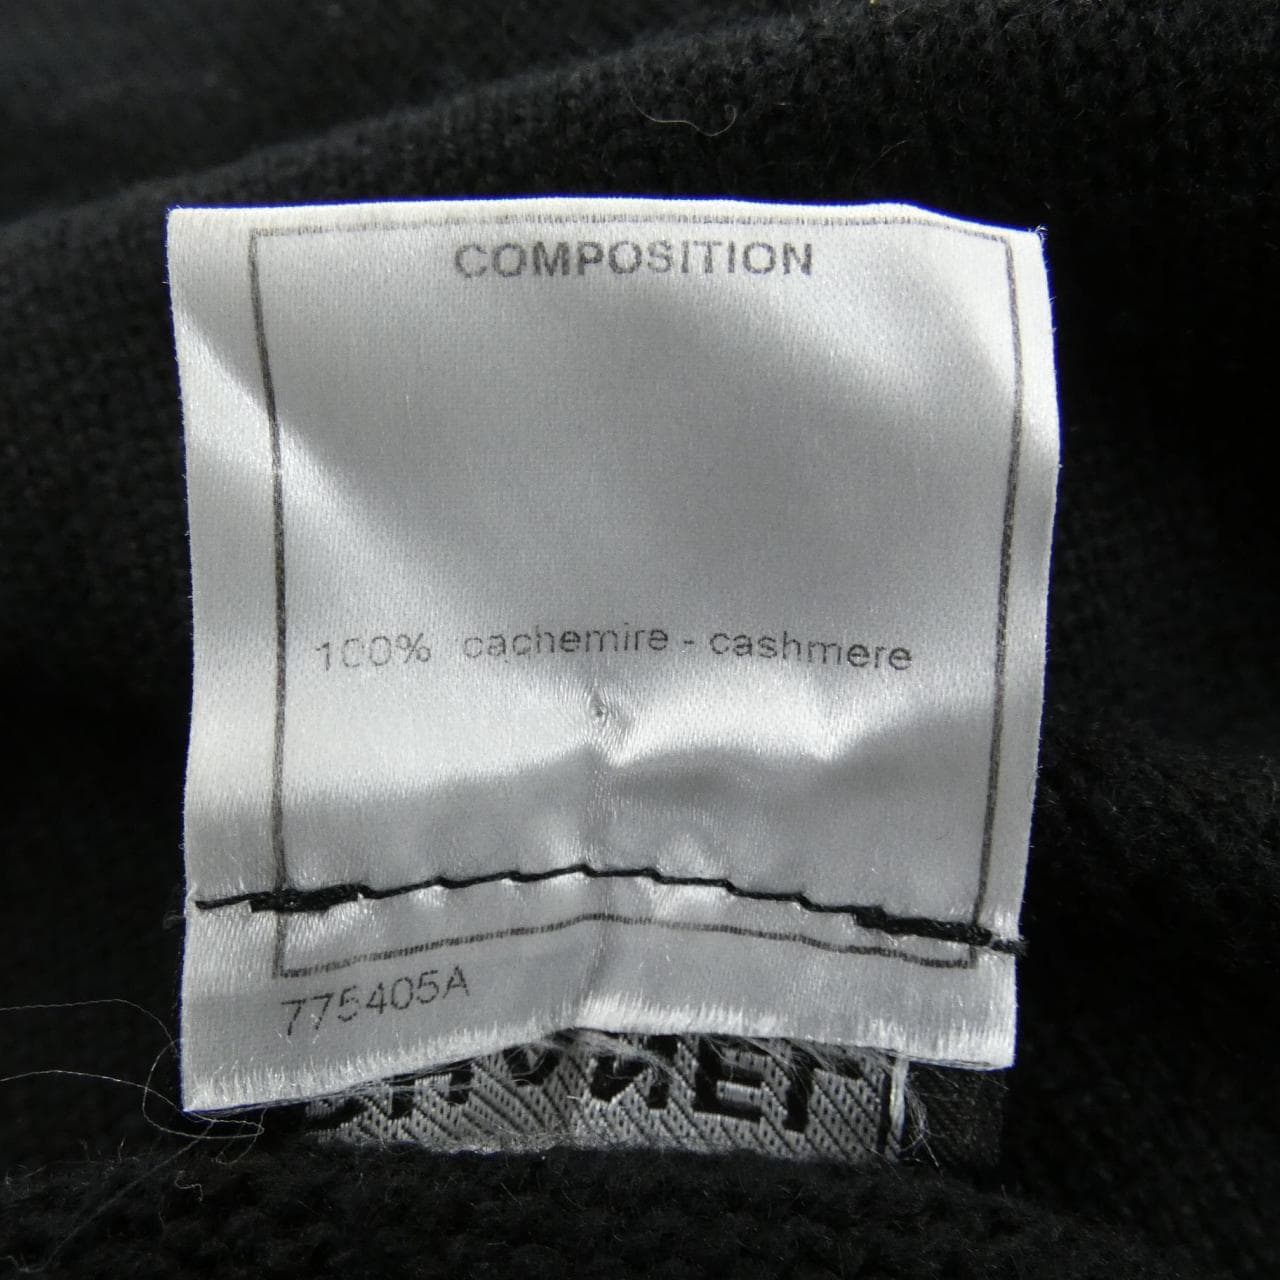 COMPOSITION
100% cachemire - cashmere
775405A